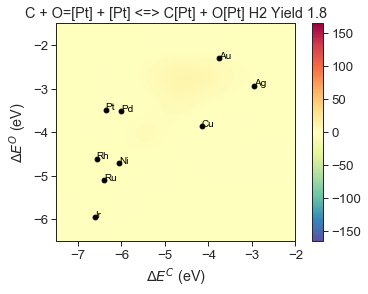 C + O=[Pt] + [Pt] <=> C[Pt] + O[Pt] H2 Yield 1.8
−2
−3
−4
−5
−6
ΔE^O (eV)
Au
Ag
Pt
Pd
Cu
Rh
Ni
Ru
Ir
−7
−6
−5
−4
−3
−2
ΔE^C (eV)
150
100
50
0
−50
−100
−150